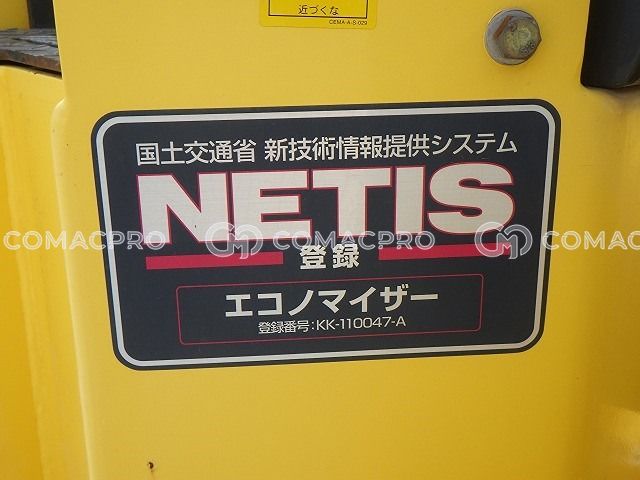 近づくな
CEMA-A-S-029
国土交通省 新技術情報提供システム
NETIS
COMACPRO COMACPRO COMACPRO
登録
エコノマイザー
登録番号:KK-110047-A